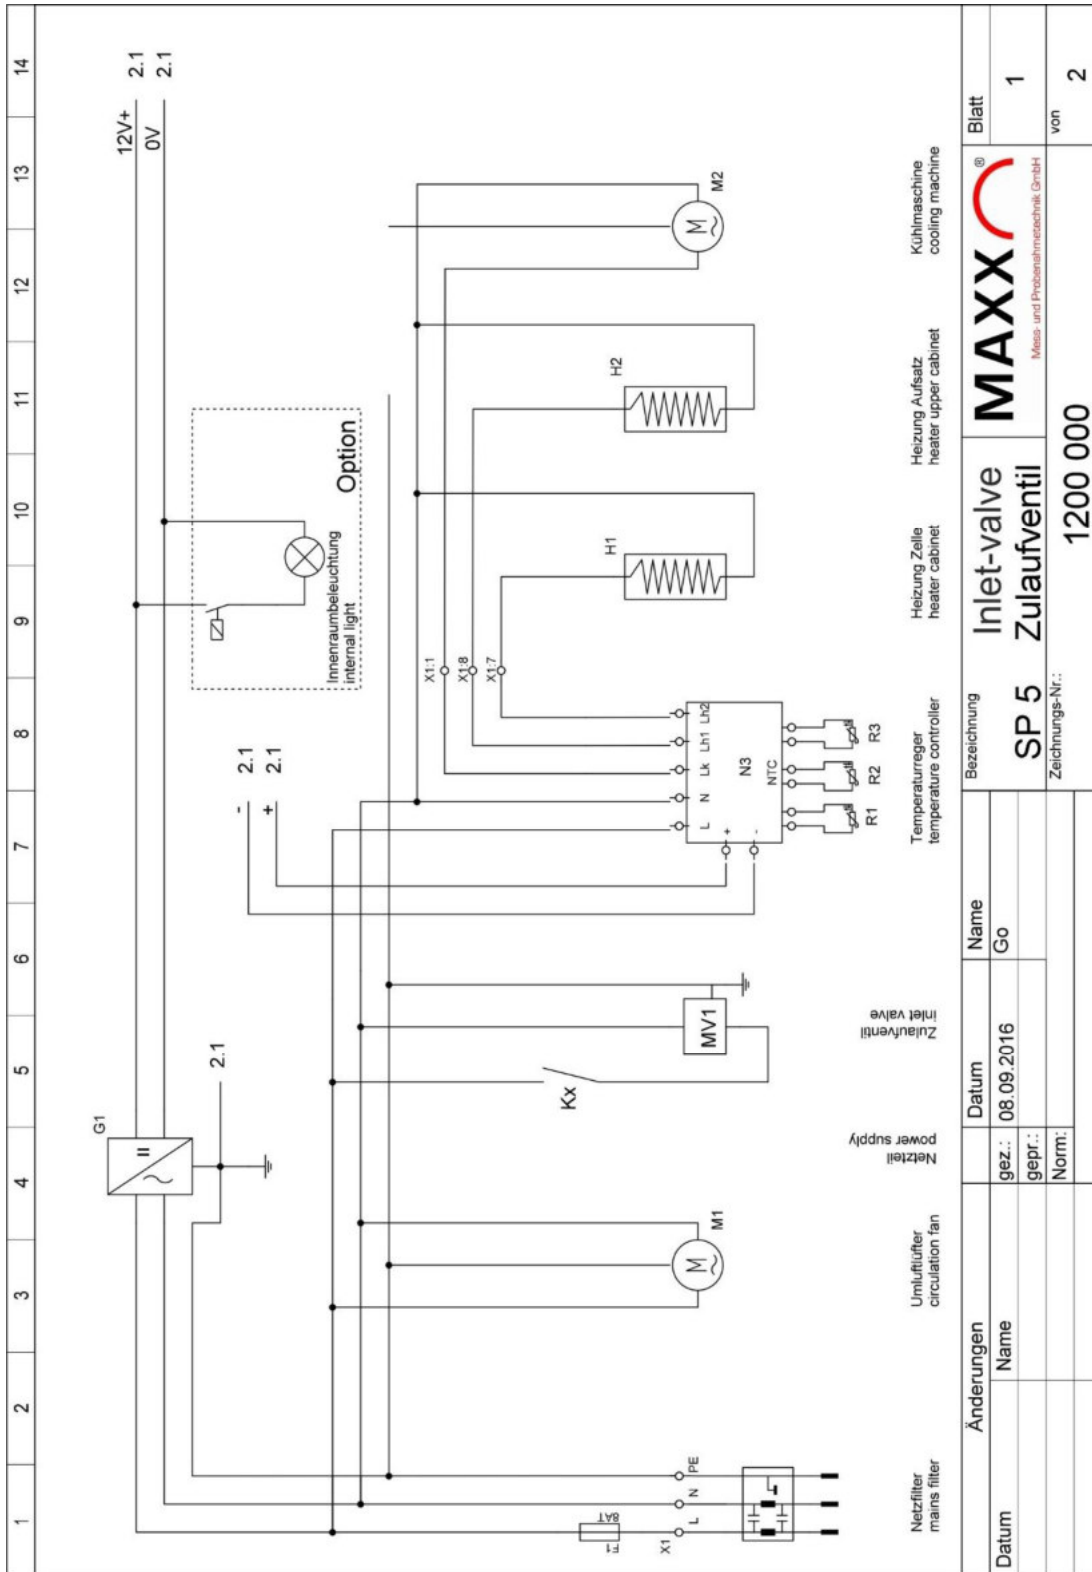 1 2 3 4 5 6 7 8 9 10 11 12 13 14
12V+ 2.1
0V 2.1
G1
2.1
- 2.1
+ 2.1
Innenraumbeleuchtung
internal light
Option
F1
8AT
X1
L
N
PE
M
M1
Kx
MV1
L
N
Lk
Lh1
Lh2
+
-
N3
NTC
R1
R2
R3
X1:1
X1:8
X1:7
H1
H2
M
M2
Netzfilter
mains filter
Umluftlüfter
circulation fan
Netzteil
power supply
Zulaufventil
inlet valve
Temperaturreger
temperature controller
Heizung Zelle
heater cabinet
Heizung Aufsatz
heater upper cabinet
Kühlmaschine
cooling machine
Änderungen
Datum Name
Datum Name
gez.: 08.09.2016 Go
gepr.:
Norm:
Bezeichnung
Inlet-valve
SP 5 Zulaufventil
Zeichnungs-Nr.:
1200 000
MAXX®
Mess- und Probenahmetechnik GmbH
Blatt
1
von
2